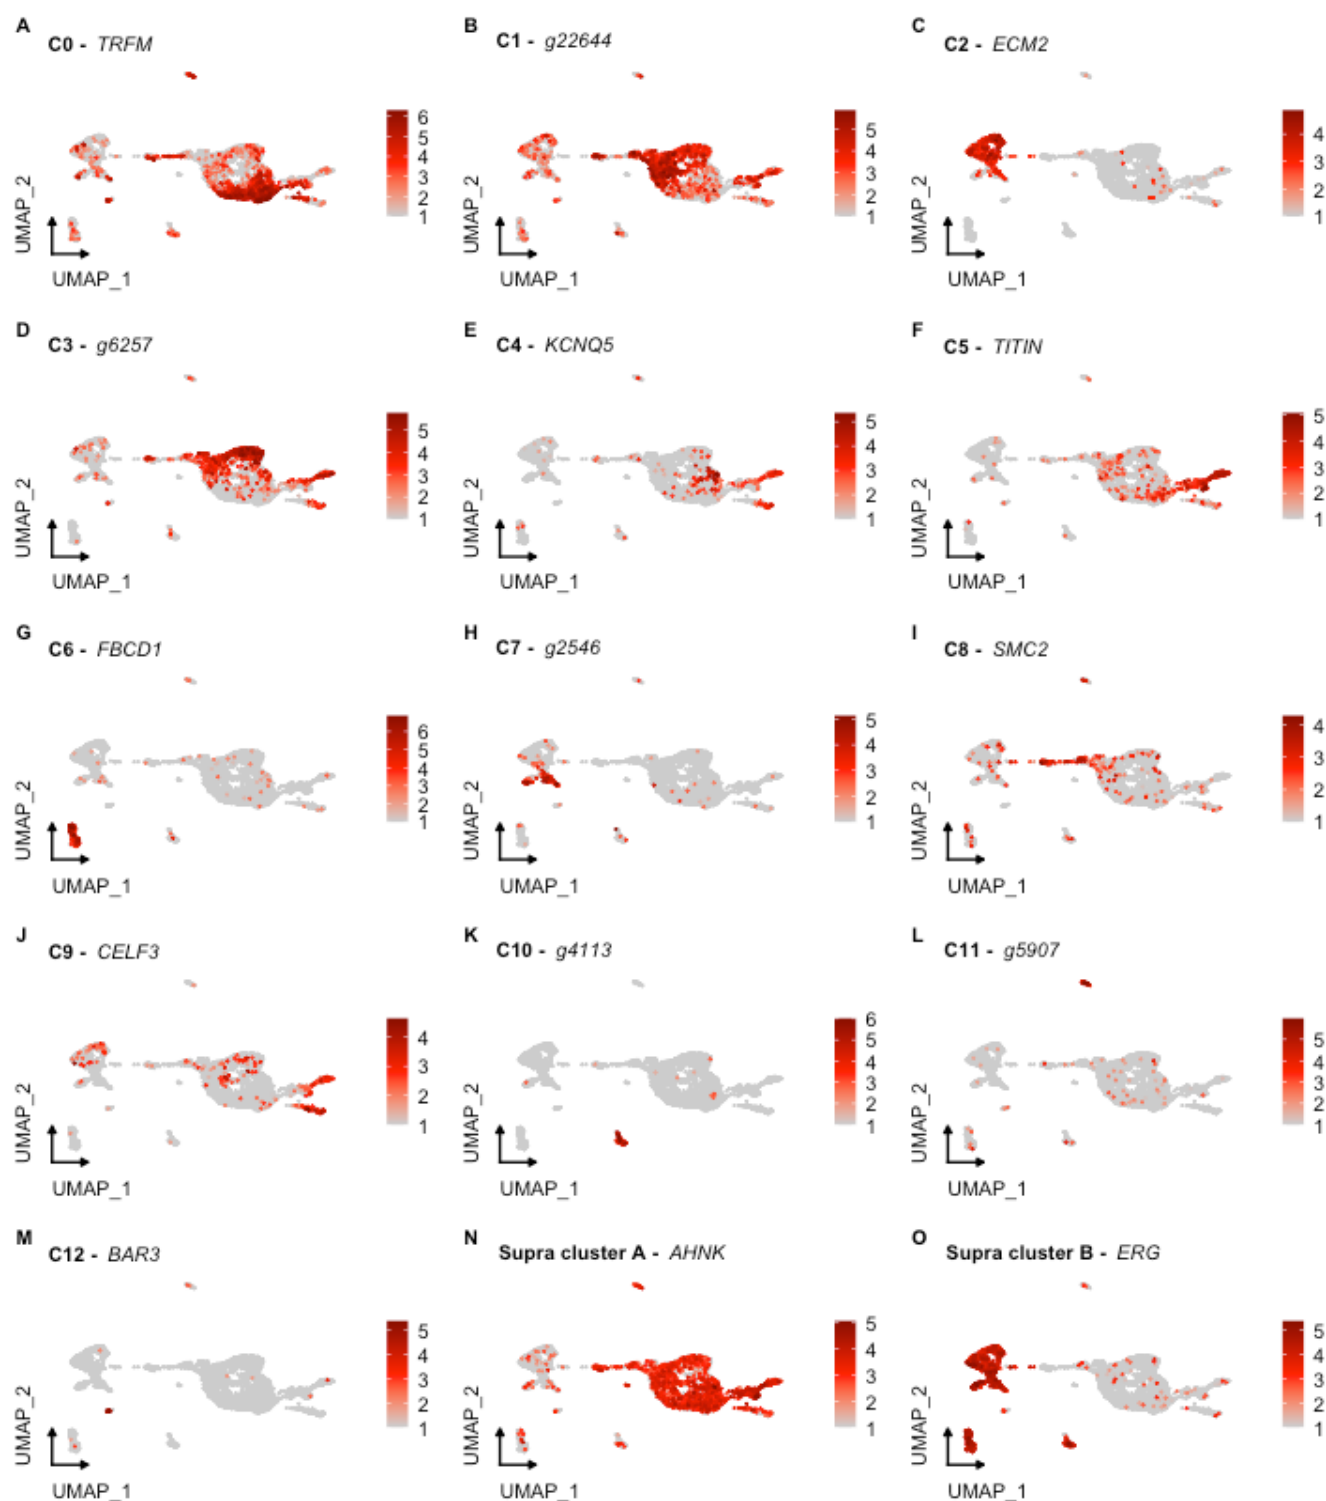 A
C0 - TRFM
6
5
4
3
2
1
UMAP_2
UMAP_1
B
C1 - g22644
5
4
3
2
1
UMAP_2
UMAP_1
C
C2 - ECM2
4
3
2
1
UMAP_2
UMAP_1
D
C3 - g6257
5
4
3
2
1
UMAP_2
UMAP_1
E
C4 - KCNQ5
5
4
3
2
1
UMAP_2
UMAP_1
F
C5 - TITIN
5
4
3
2
1
UMAP_2
UMAP_1
G
C6 - FBCD1
6
5
4
3
2
1
UMAP_2
UMAP_1
H
C7 - g2546
5
4
3
2
1
UMAP_2
UMAP_1
I
C8 - SMC2
4
3
2
1
UMAP_2
UMAP_1
J
C9 - CELF3
4
3
2
1
UMAP_2
UMAP_1
K
C10 - g4113
6
5
4
3
2
1
UMAP_2
UMAP_1
L
C11 - g5907
5
4
3
2
1
UMAP_2
UMAP_1
M
C12 - BAR3
5
4
3
2
1
UMAP_2
UMAP_1
N
Supra cluster A - AHNK
5
4
3
2
1
UMAP_2
UMAP_1
O
Supra cluster B - ERG
5
4
3
2
1
UMAP_2
UMAP_1